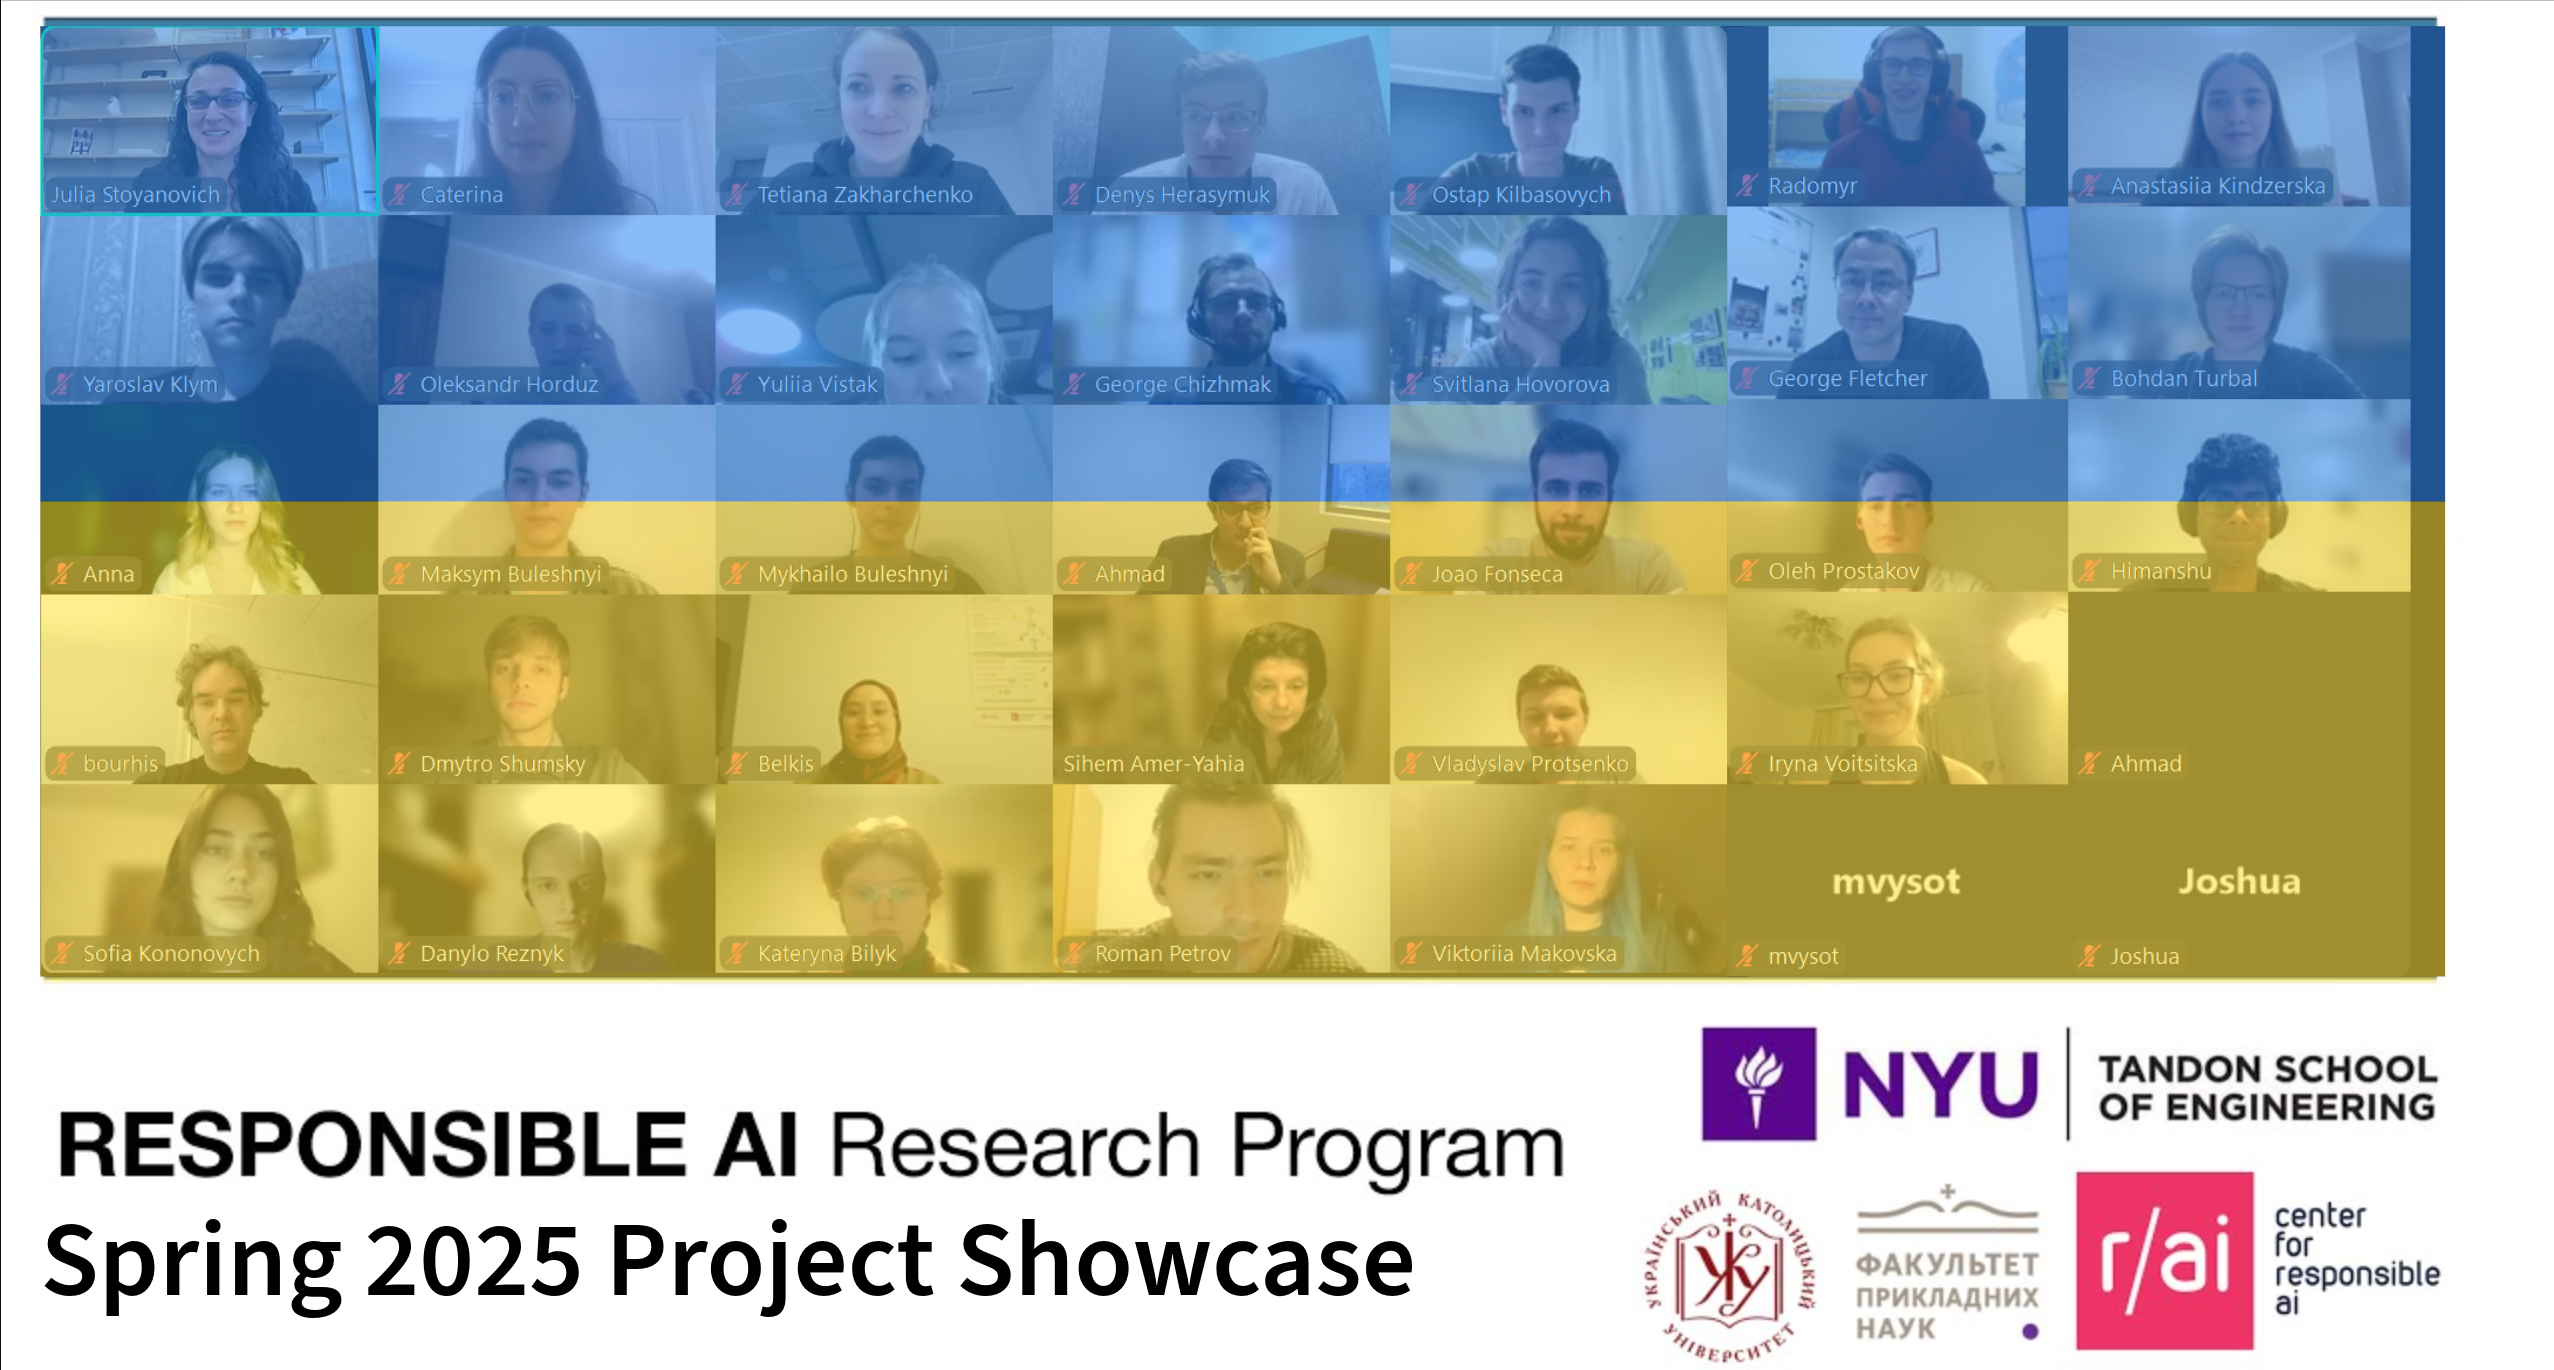 Julia Stoyanovich
Caterina
Tetiana Zakharchenko
Denys Herasymuk
Ostap Kilbasovych
Radomyr
Anastasiia Kindzerska
Yaroslav Klym
Oleksandr Horduz
Yuliia Vistak
George Chizhmak
Svitlana Hovorova
George Fletcher
Bohdan Turbal
Anna
Maksym Buleshnyi
Mykhailo Buleshnyi
Ahmad
Joao Fonseca
Oleh Prostakov
Himanshu
bourhis
Dmytro Shumsky
Belkis
Sihem Amer-Yahia
Vladyslav Protsenko
Iryna Voitsitska
Ahmad
Sofia Kononovych
Danylo Reznyk
Kateryna Bilyk
Roman Petrov
Viktoriia Makovska
mvysot
mvysot
Joshua
Joshua
RESPONSIBLE AI Research Program
Spring 2025 Project Showcase
NYU
TANDON SCHOOL
OF ENGINEERING
УКРАЇНСЬКИЙ КАТОЛИЦЬКИЙ
УНІВЕРСИТЕТ
УКУ
ФАКУЛЬТЕТ
ПРИКЛАДНИХ
НАУК
r/ai
center
for
responsible
ai